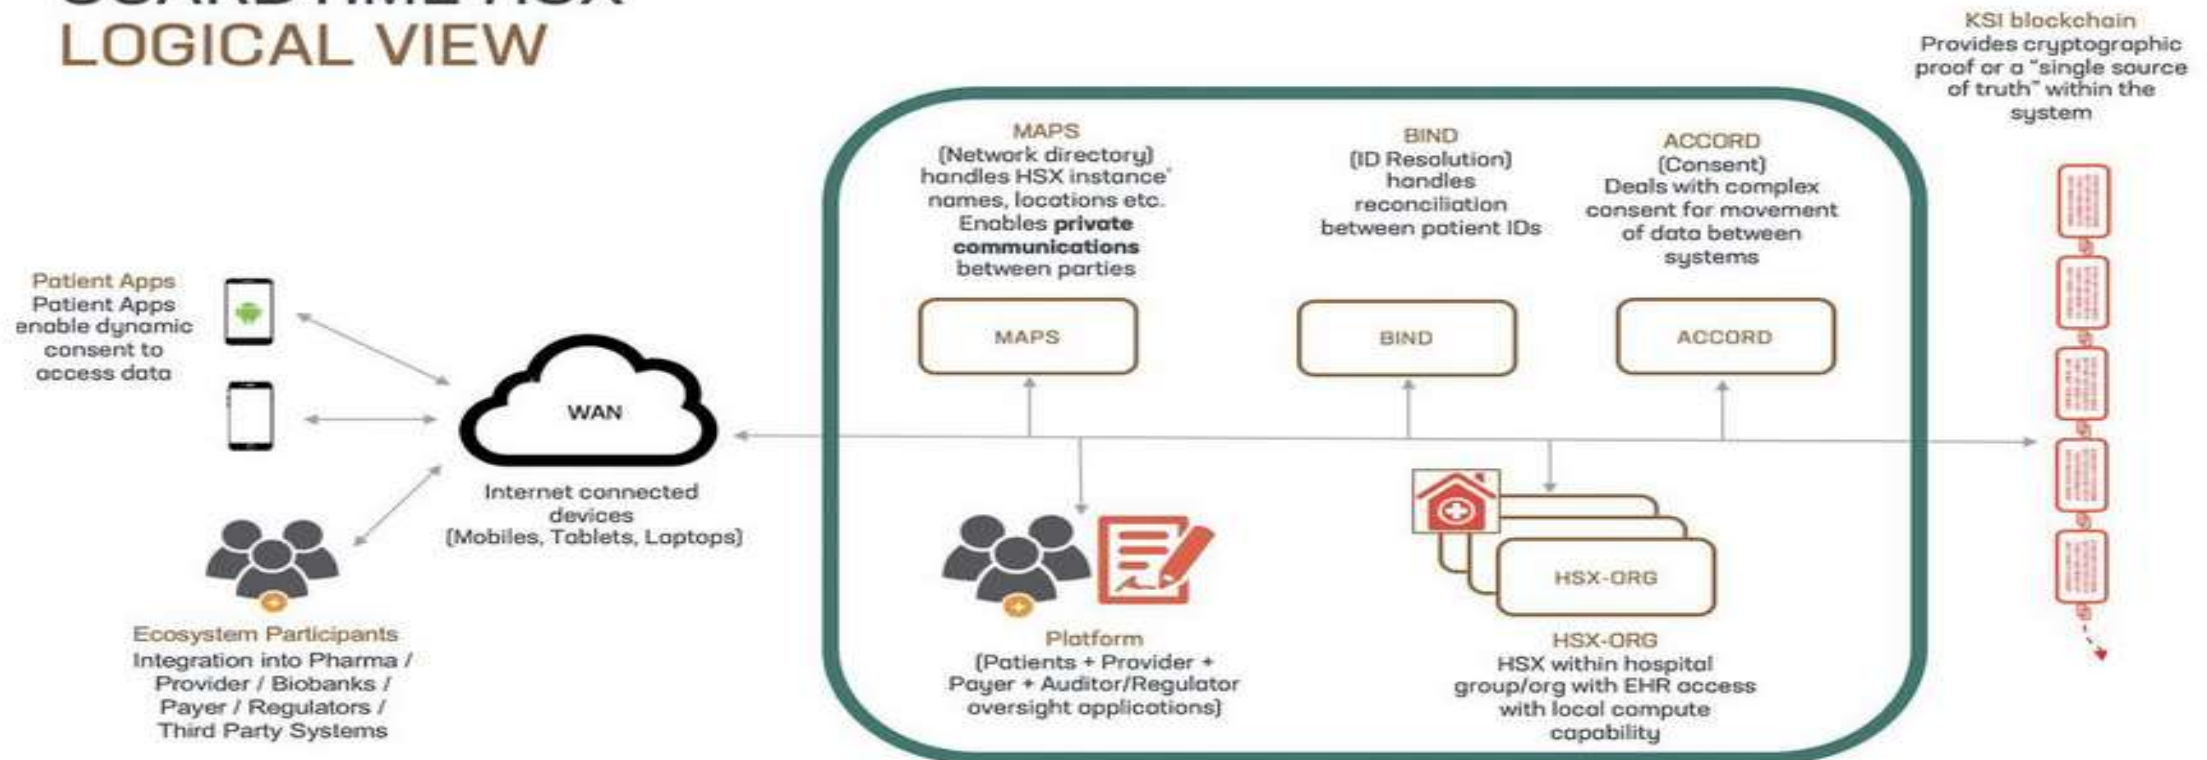 GUARDTIME HSX
LOGICAL VIEW
KSI blockchain
Provides cryptographic
proof or a "single source
of truth" within the
system
MAPS
(Network directory)
handles HSX instance'
names, locations etc.
Enables private
communications
between parties
BIND
(ID Resolution)
handles
reconciliation
between patient IDs
ACCORD
(Consent)
Deals with complex
consent for movement
of data between
systems
Patient Apps
Patient Apps
enable dynamic
consent to
access data
MAPS
BIND
ACCORD
WAN
Internet connected
devices
(Mobiles, Tablets, Laptops)
HSX-ORG
Ecosystem Participants
Integration into Pharma /
Provider / Biobanks /
Payer / Regulators /
Third Party Systems
Platform
(Patients + Provider +
Payer + Auditor/Regulator
oversight applications)
HSX-ORG
HSX within hospital
group/org with EHR access
with local compute
capability